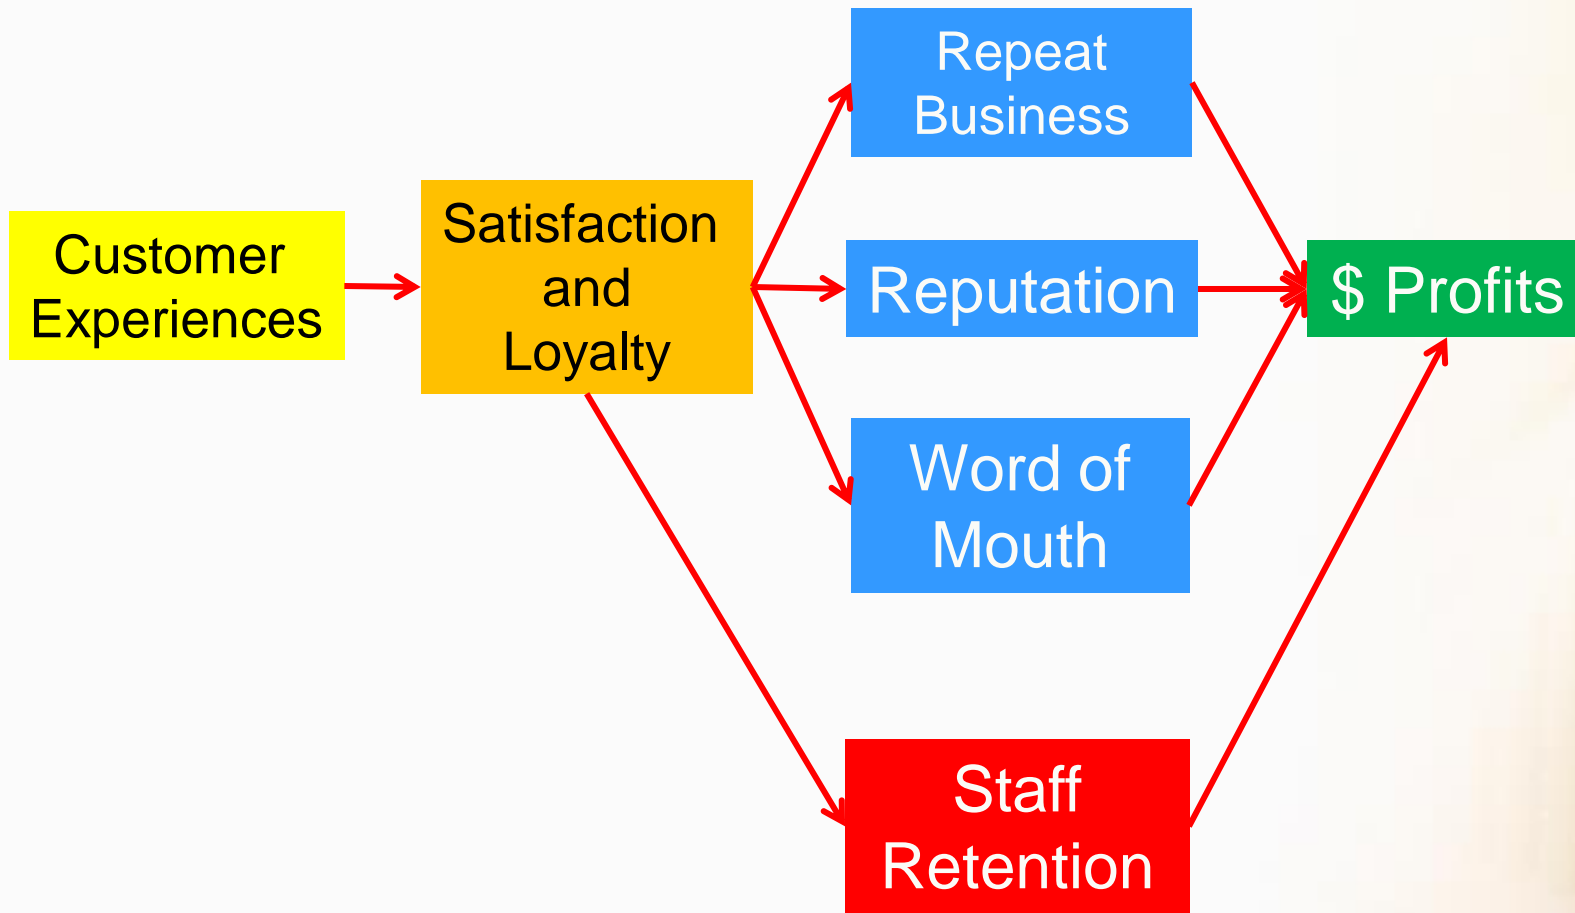 Customer
Experiences
Satisfaction
and
Loyalty
Repeat
Business
Reputation
Word of
Mouth
Staff
Retention
$ Profits